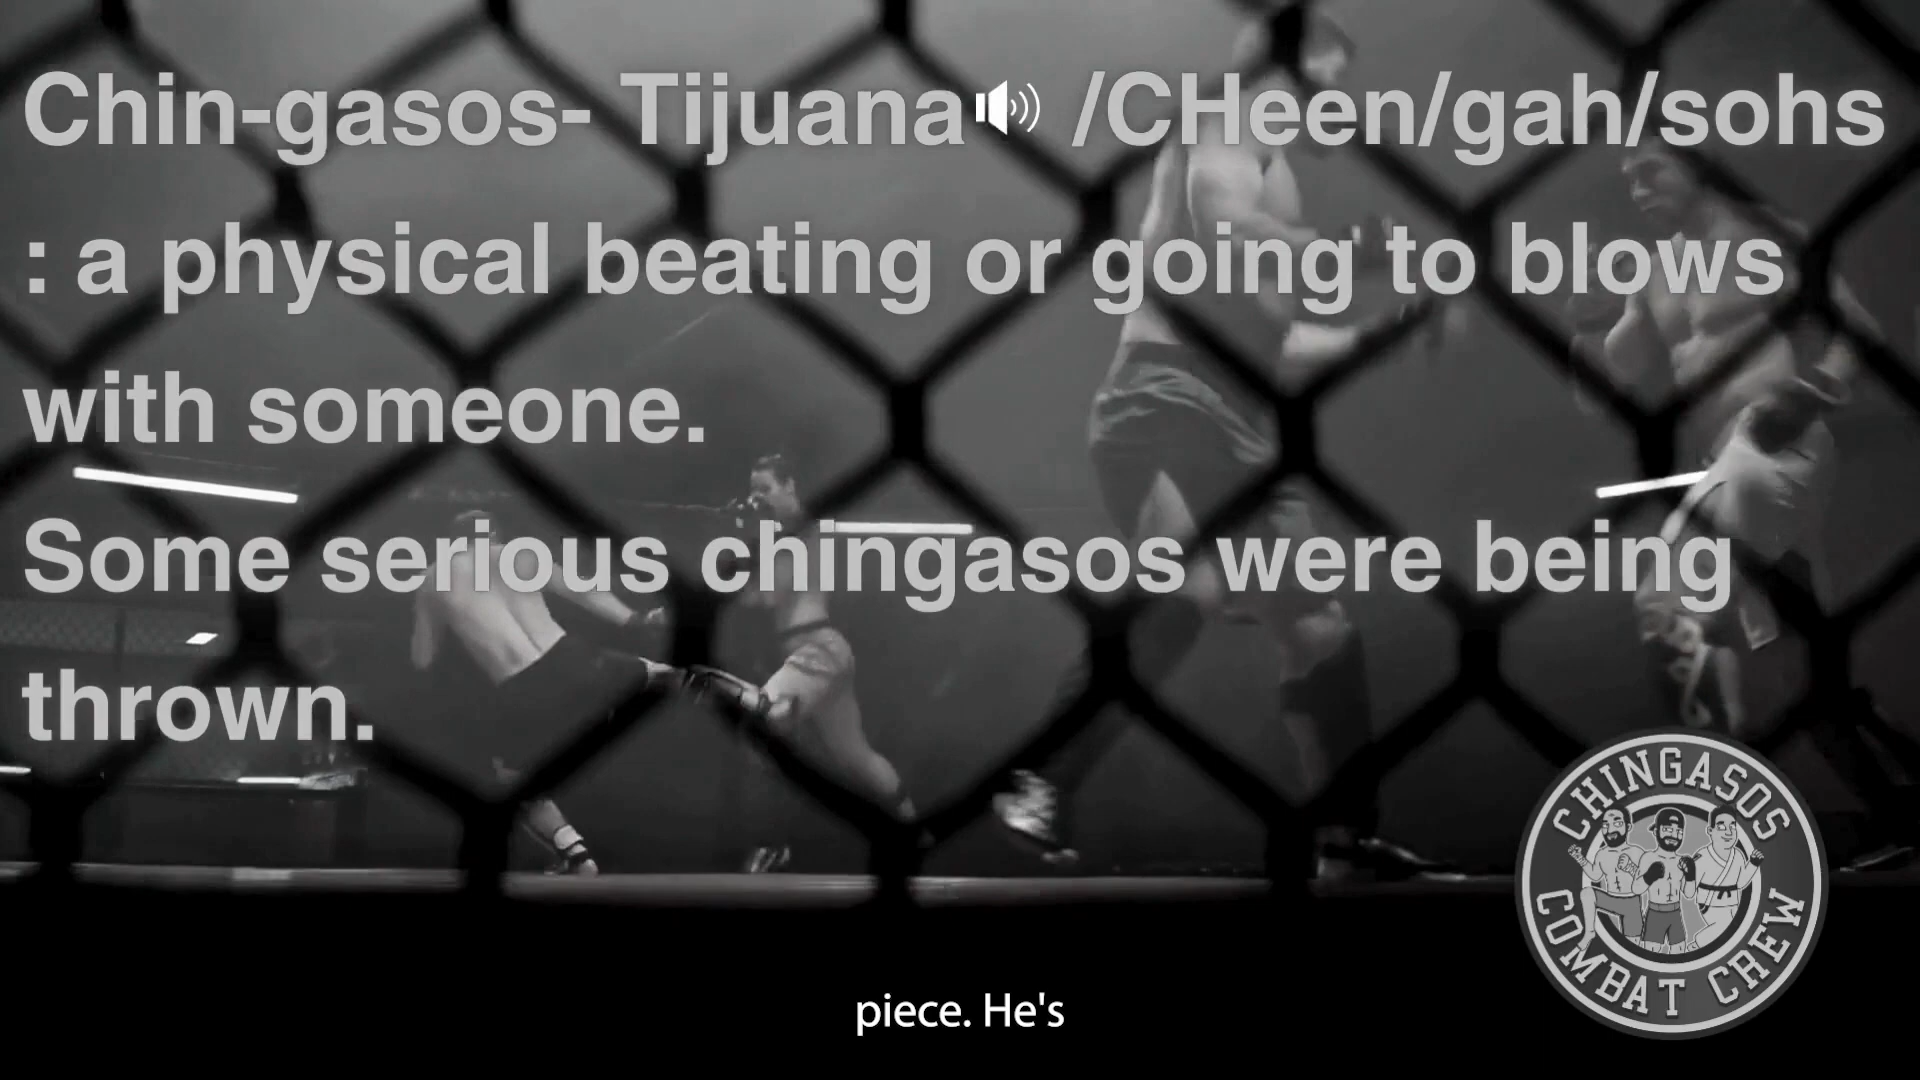 Chin-gasos- Tijuana /CHeen/gah/sohs
: a physical beating or going to blows
with someone.
Some serious chingasos were being
thrown.
CHINGASOS
COMBAT CREW
piece. He's